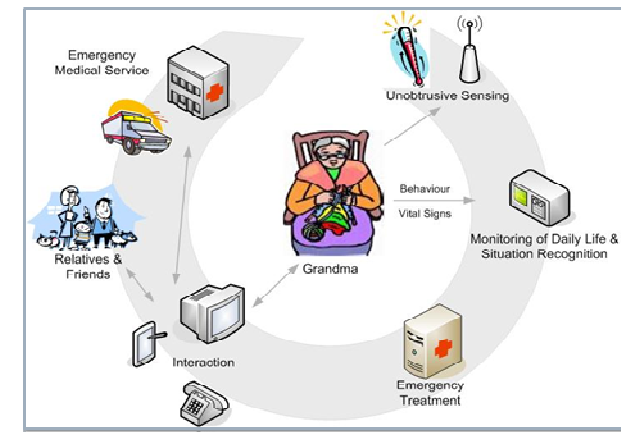 Emergency
Medical Service
Unobtrusive Sensing
Behaviour
Vital Signs
Monitoring of Daily Life &
Situation Recognition
Relatives &
Friends
Grandma
Interaction
Emergency
Treatment